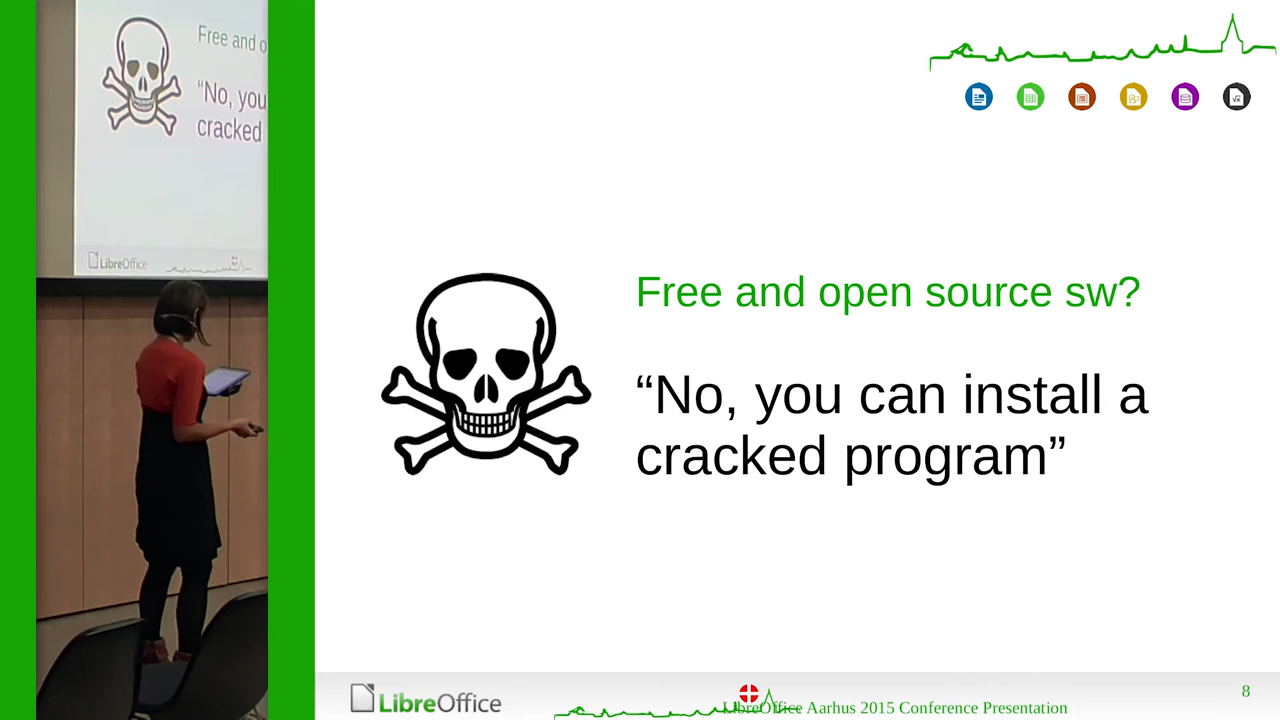 Free and o
“No, you
cracked
LibreOffice
Free and open source sw?
“No, you can install a
cracked program”
LibreOffice
LibreOffice Aarhus 2015 Conference Presentation
8